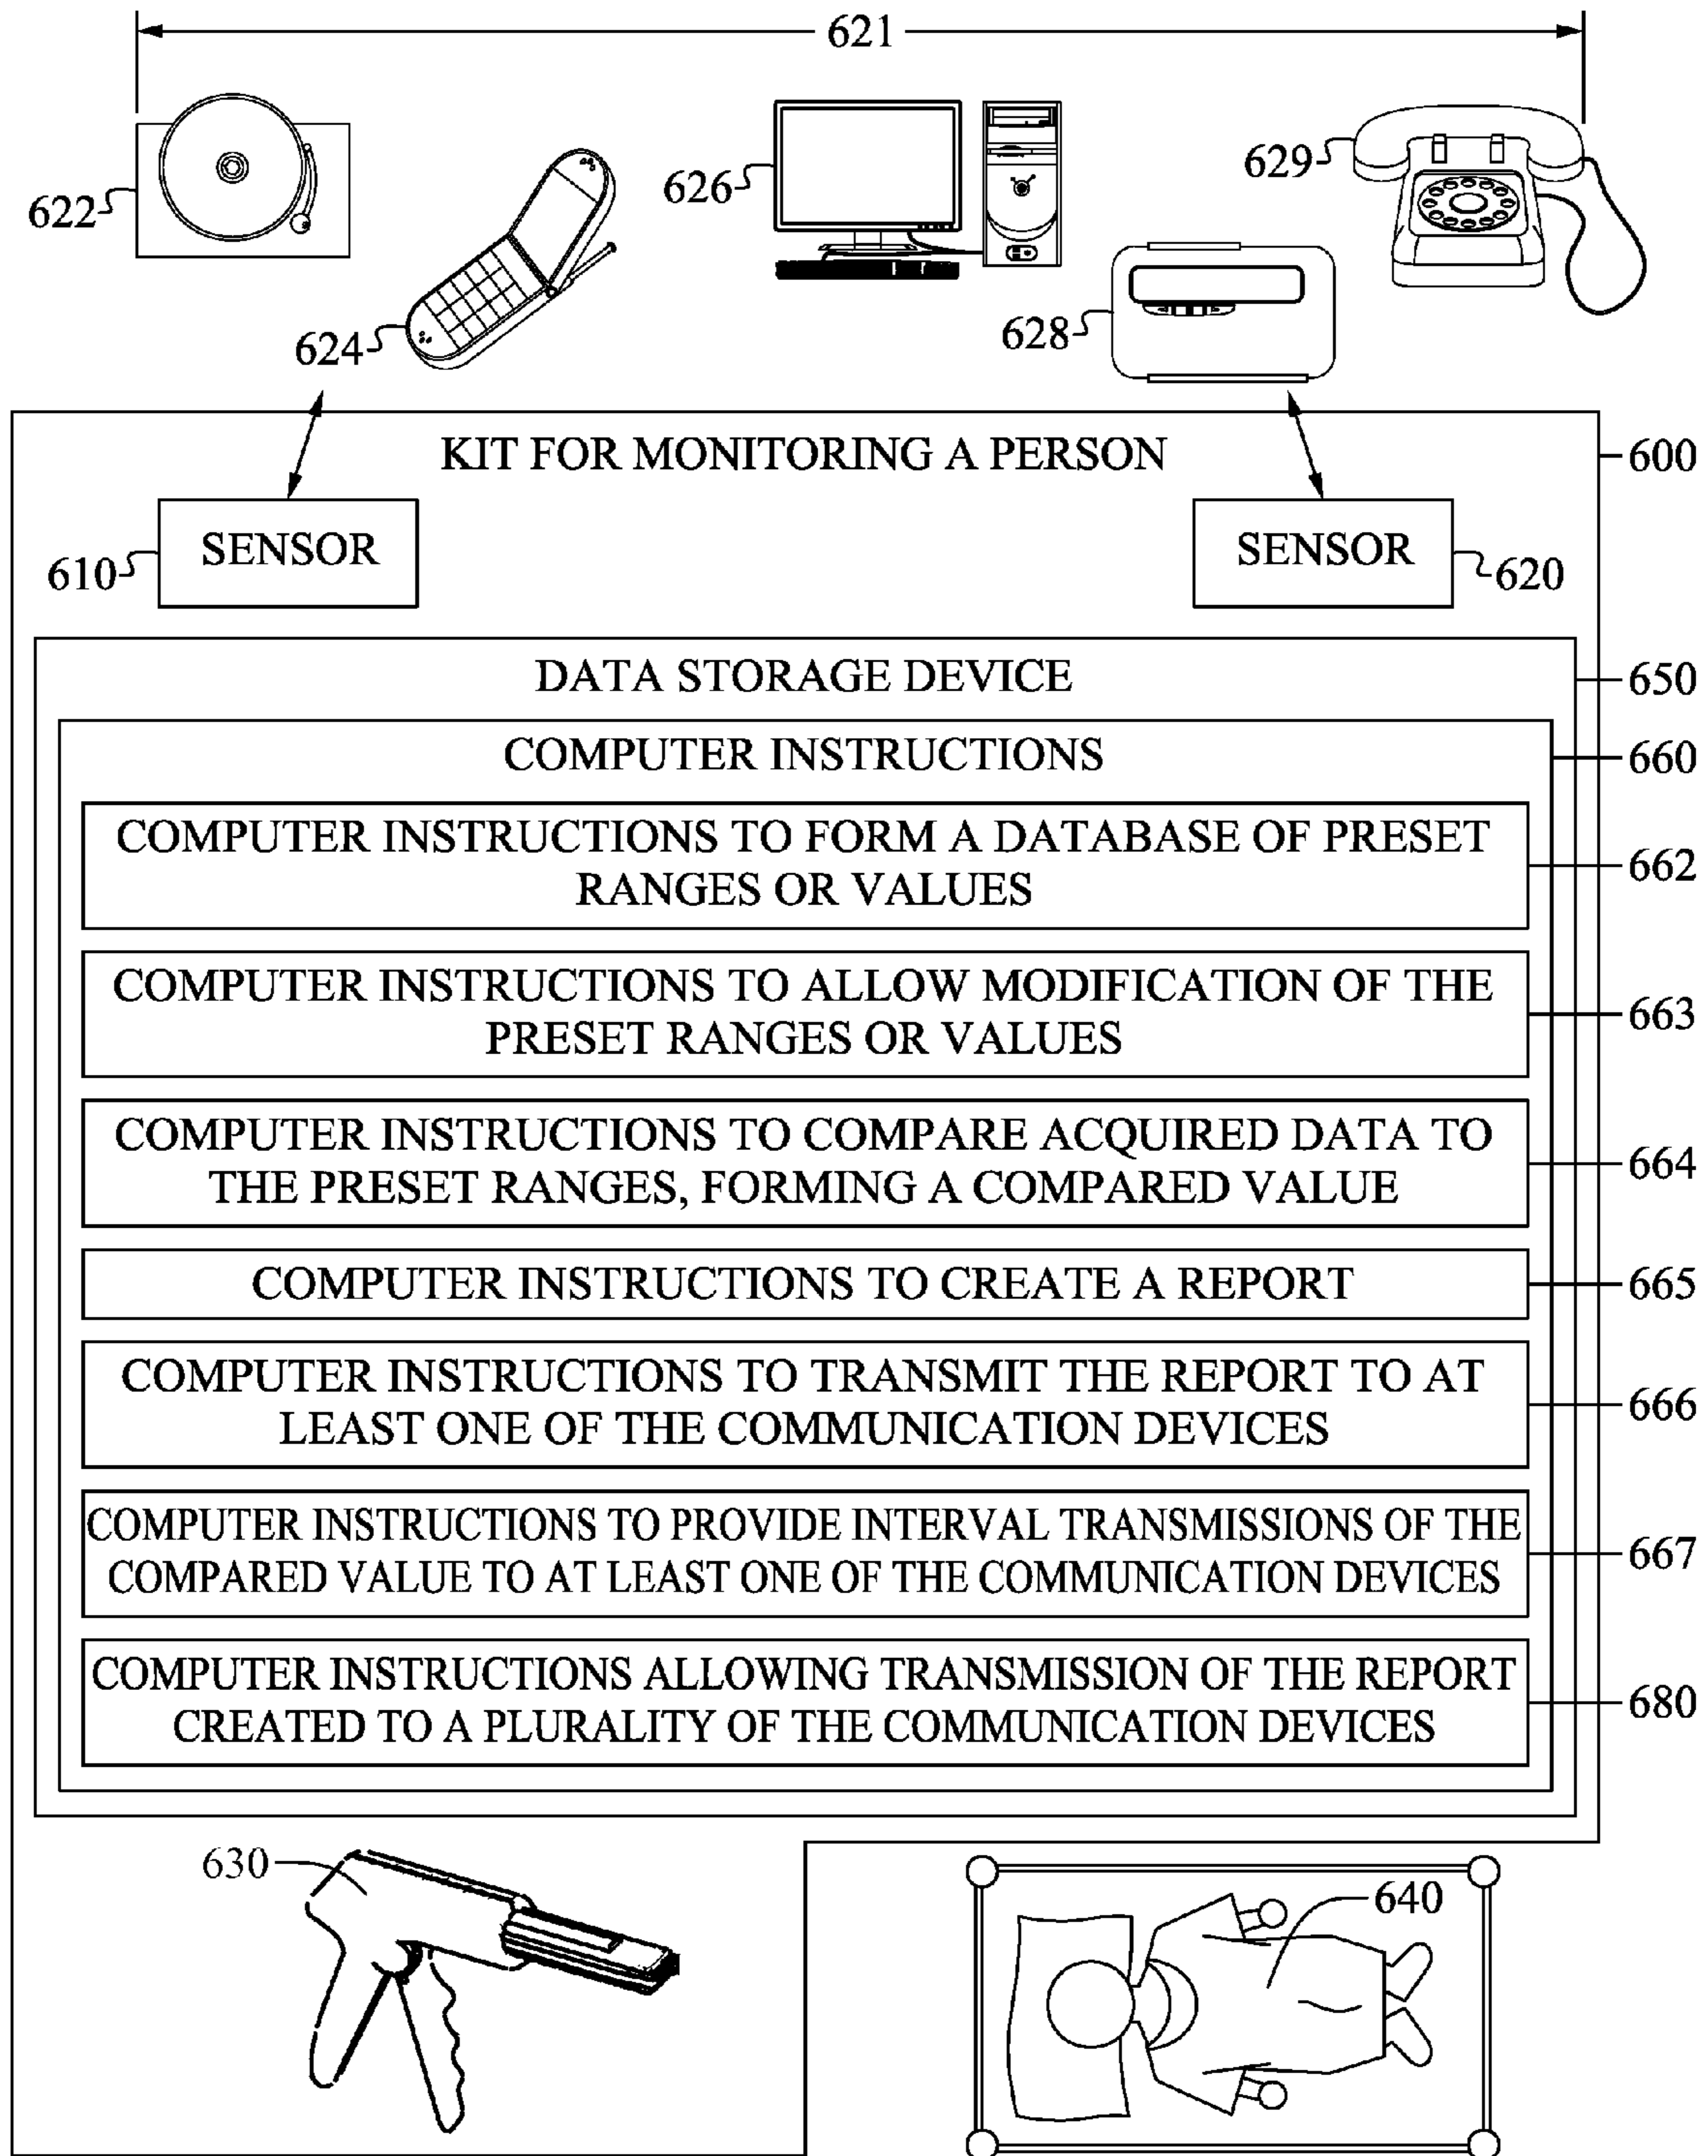 621
622
624
626
628
629
KIT FOR MONITORING A PERSON
600
SENSOR
610
SENSOR
620
DATA STORAGE DEVICE
650
COMPUTER INSTRUCTIONS
660
COMPUTER INSTRUCTIONS TO FORM A DATABASE OF PRESET
RANGES OR VALUES
662
COMPUTER INSTRUCTIONS TO ALLOW MODIFICATION OF THE
PRESET RANGES OR VALUES
663
COMPUTER INSTRUCTIONS TO COMPARE ACQUIRED DATA TO
THE PRESET RANGES, FORMING A COMPARED VALUE
664
COMPUTER INSTRUCTIONS TO CREATE A REPORT
665
COMPUTER INSTRUCTIONS TO TRANSMIT THE REPORT TO AT
LEAST ONE OF THE COMMUNICATION DEVICES
666
COMPUTER INSTRUCTIONS TO PROVIDE INTERVAL TRANSMISSIONS OF THE
COMPARED VALUE TO AT LEAST ONE OF THE COMMUNICATION DEVICES
667
COMPUTER INSTRUCTIONS ALLOWING TRANSMISSION OF THE REPORT
CREATED TO A PLURALITY OF THE COMMUNICATION DEVICES
680
630
640